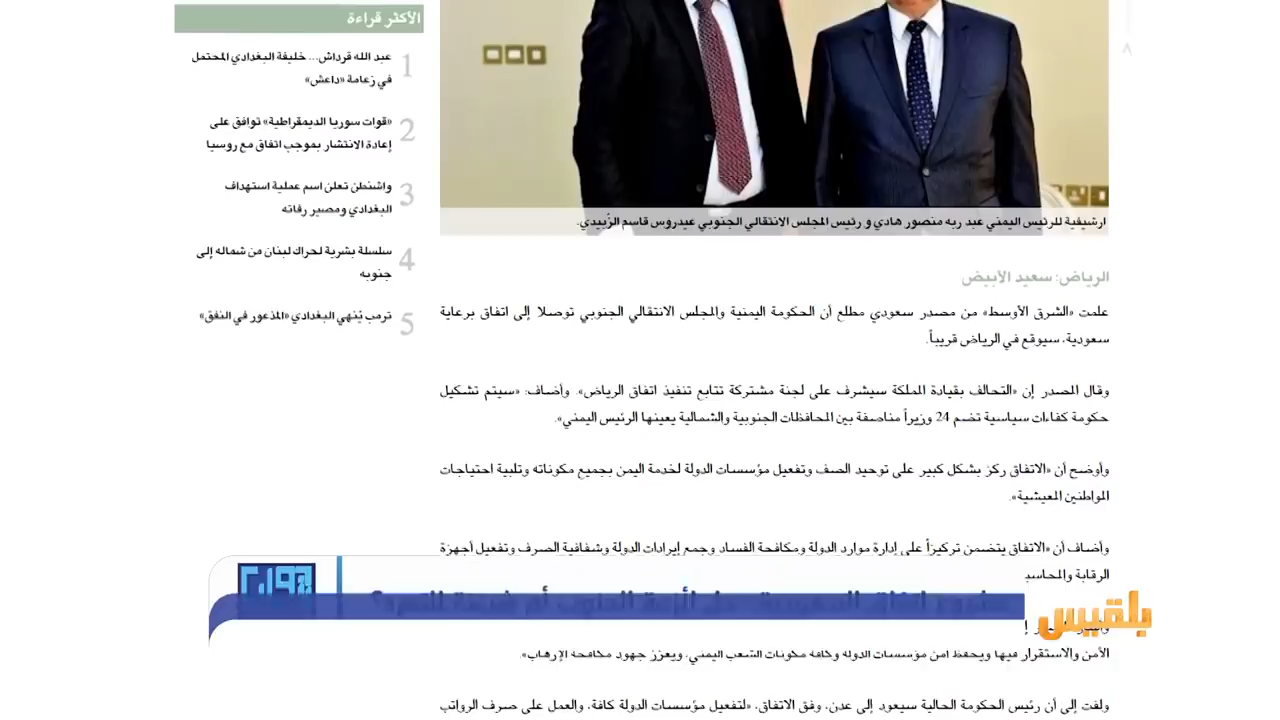 الأكثر قراءة
1 عبد الله قرداش... خليفة البغدادي المحتمل
في زعامة «داعش»
2 «قوات سوريا الديمقراطية» توافق على
إعادة الانتشار بموجب اتفاق مع روسيا
3 واشنطن تعلن اسم عملية استهداف
البغدادي ومصير رفاته
4 سلسلة بشرية لحراك لبنان من شماله إلى
جنوبه
5 ترمب يُنهي البغدادي «المذعور في النفق»
ارشيفية للرئيس اليمني عبد ربه منصور هادي و رئيس المجلس الانتقالي الجنوبي عيدروس قاسم الزُبيدي.
الرياض: سعيد الأبيض
علمت «الشرق الأوسط» من مصدر سعودي مطلع أن الحكومة اليمنية والمجلس الانتقالي الجنوبي توصلا إلى اتفاق برعاية
سعودية، سيوقع في الرياض قريباً.
وقال المصدر إن «التحالف بقيادة المملكة سيشرف على لجنة مشتركة تتابع تنفيذ اتفاق الرياض». وأضاف: «سيتم تشكيل
حكومة كفاءات سياسية تضم 24 وزيراً مناصفة بين المحافظات الجنوبية والشمالية يعينها الرئيس اليمني».
وأوضح أن «الاتفاق ركز بشكل كبير على توحيد الصف وتفعيل مؤسسات الدولة لخدمة اليمن بجميع مكوناته وتلبية احتياجات
المواطنين المعيشية».
وأضاف أن «الاتفاق يتضمن تركيزاً على إدارة موارد الدولة ومكافحة الفساد وجمع إيرادات الدولة وشفافية الصرف وتفعيل أجهزة
الرقابة
بلقيس
الأمن والاستقرار فيها ويحفظ أمن مؤسسات الدولة وكافة مكونات الشعب اليمني، ويعزز جهود مكافحة الإرهاب».
ولفت إلى أن رئيس الحكومة الحالية سيعود إلى عدن، وفق الاتفاق، «لتفعيل مؤسسات الدولة كافة، والعمل على صرف الرواتب